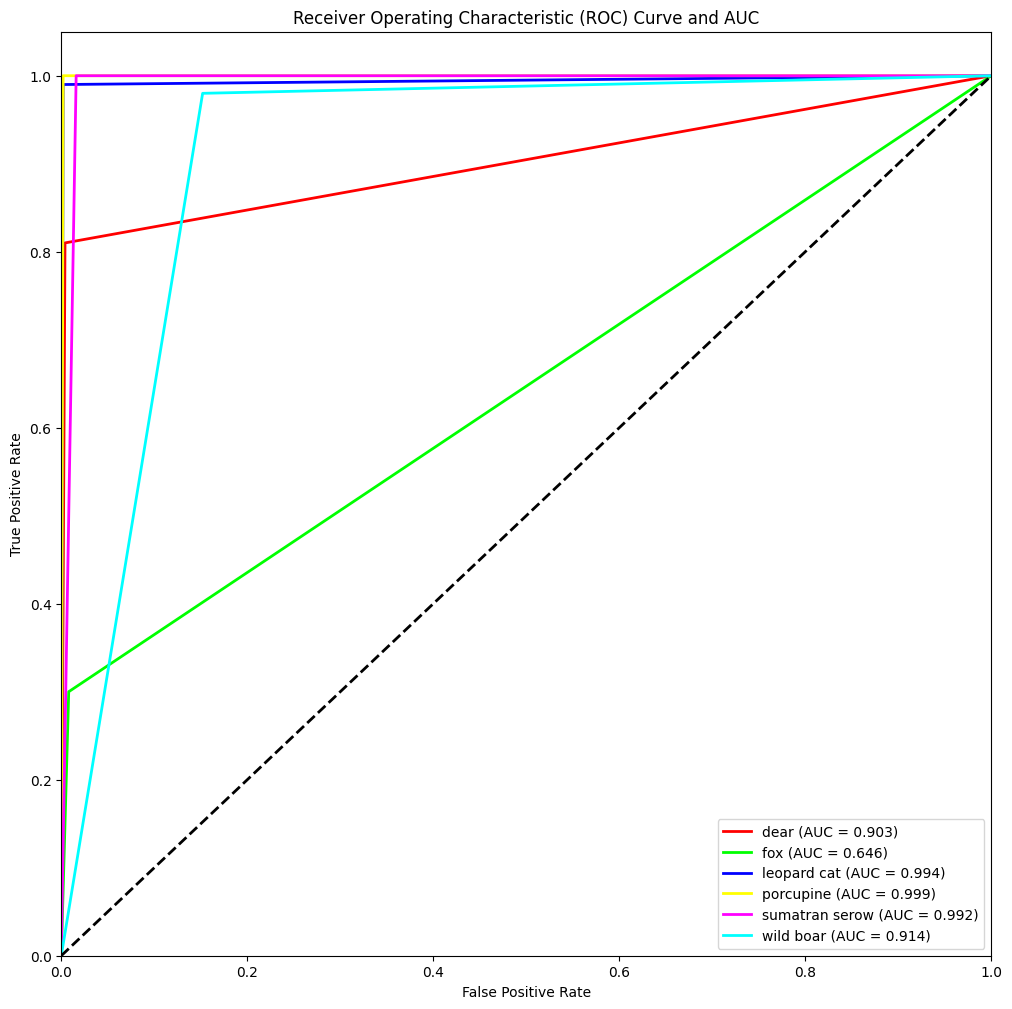 Receiver Operating Characteristic (ROC) Curve and AUC
1.0
0.8
0.6
0.4
0.2
0.0
True Positive Rate
0.0 0.2 0.4 0.6 0.8 1.0
False Positive Rate
dear (AUC = 0.903)
fox (AUC = 0.646)
leopard cat (AUC = 0.994)
porcupine (AUC = 0.999)
sumatran serow (AUC = 0.992)
wild boar (AUC = 0.914)